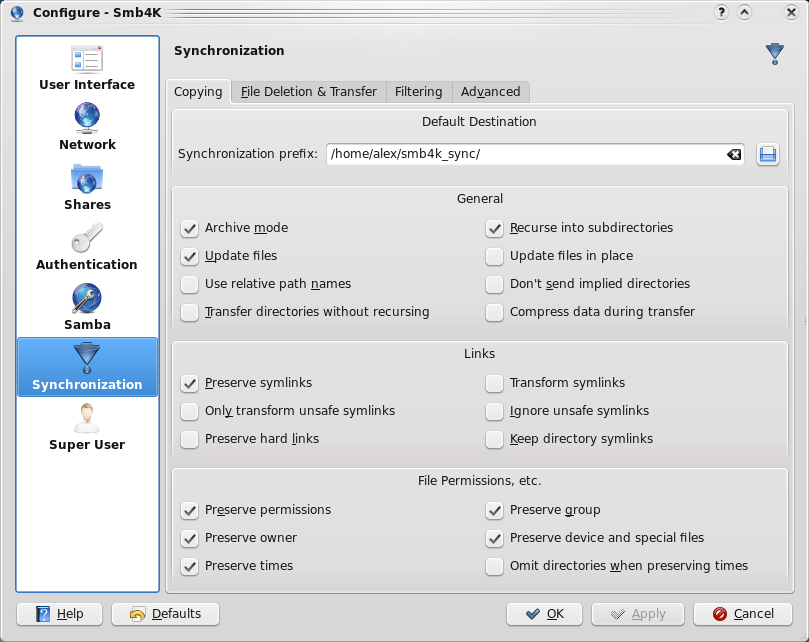 Configure - Smb4K
User Interface
Network
Shares
Authentication
Samba
Synchronization
Super User
Synchronization
Copying File Deletion & Transfer Filtering Advanced
Default Destination
Synchronization prefix: /home/alex/smb4k_sync/
General
Archive mode Recurse into subdirectories
Update files Update files in place
Use relative path names Don't send implied directories
Transfer directories without recursing Compress data during transfer
Links
Preserve symlinks Transform symlinks
Only transform unsafe symlinks Ignore unsafe symlinks
Preserve hard links Keep directory symlinks
File Permissions, etc.
Preserve permissions Preserve group
Preserve owner Preserve device and special files
Preserve times Omit directories when preserving times
Help Defaults OK Apply Cancel